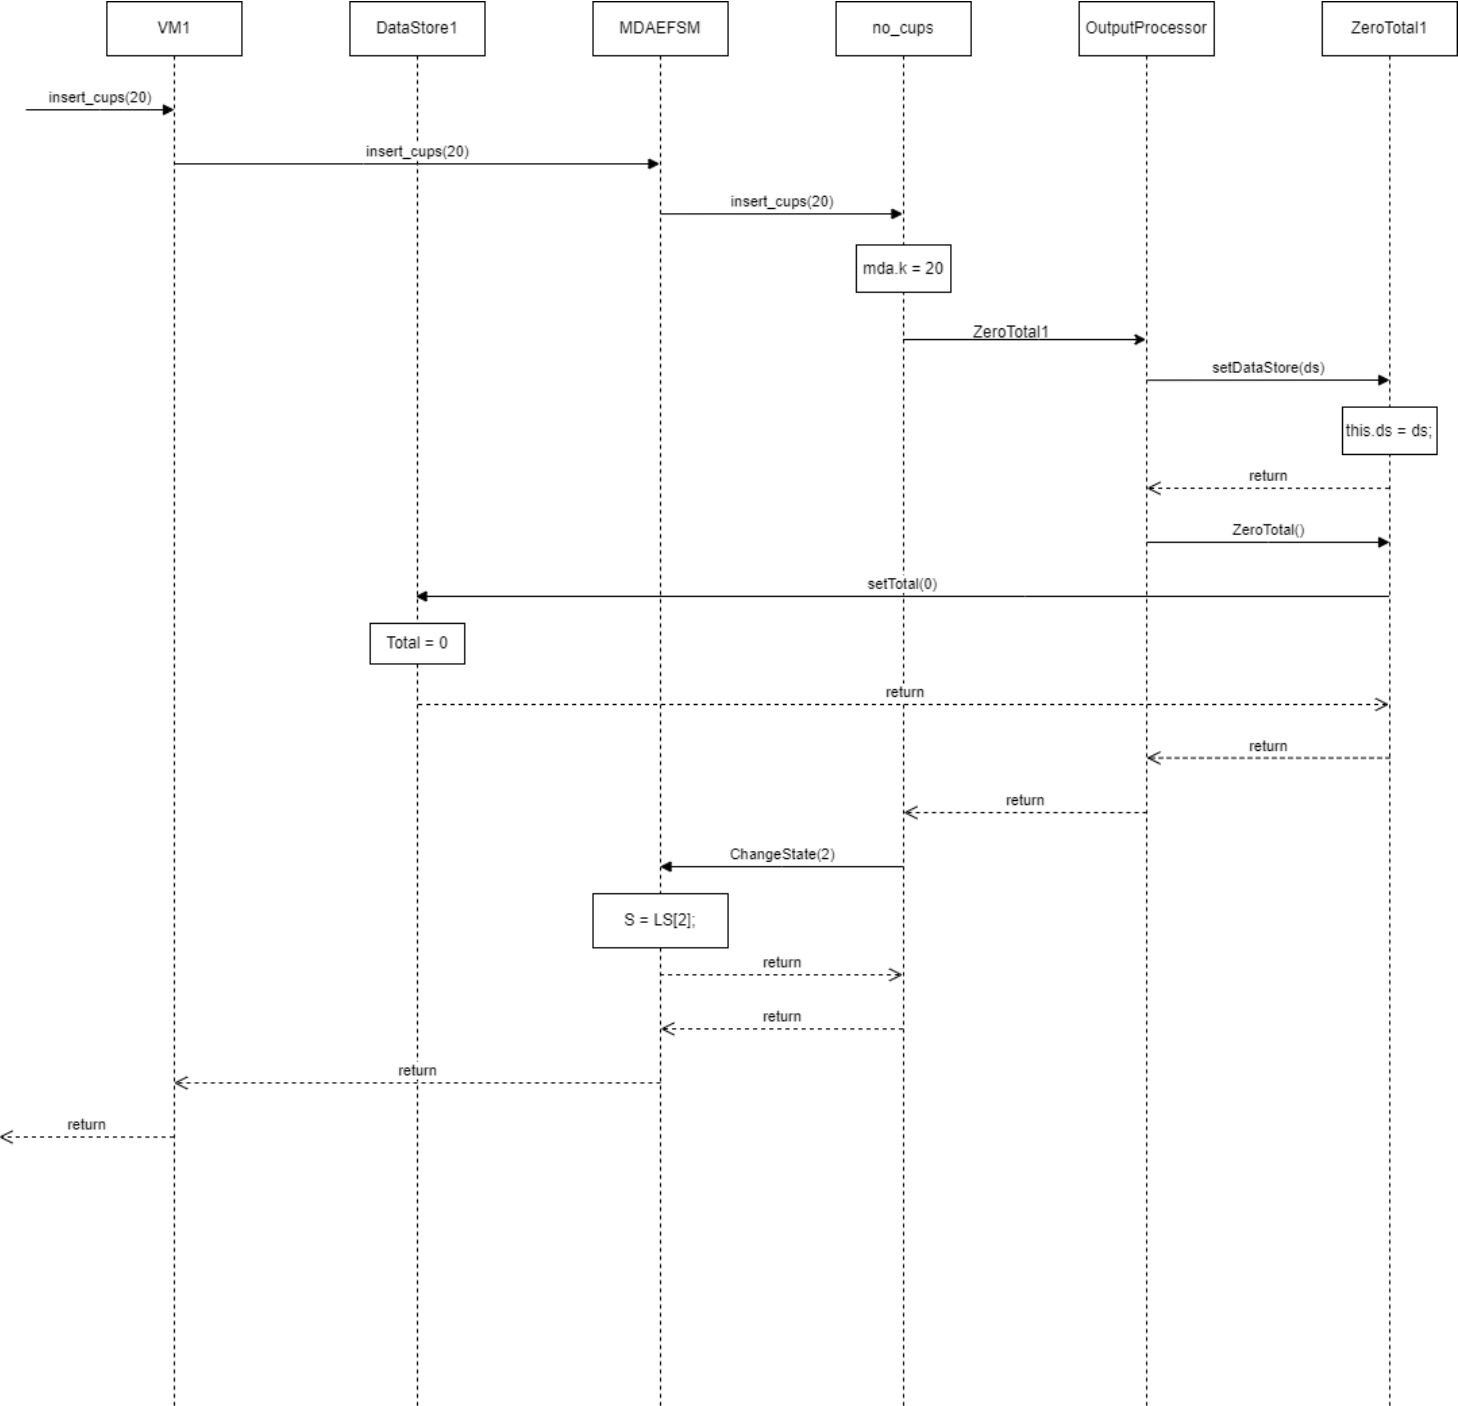 VM1
DataStore1
MDAEFSM
no_cups
OutputProcessor
ZeroTotal1
insert_cups(20)
insert_cups(20)
insert_cups(20)
mda.k = 20
ZeroTotal1
setDataStore(ds)
this.ds = ds;
return
ZeroTotal()
setTotal(0)
Total = 0
return
return
return
ChangeState(2)
S = LS[2];
return
return
return
return